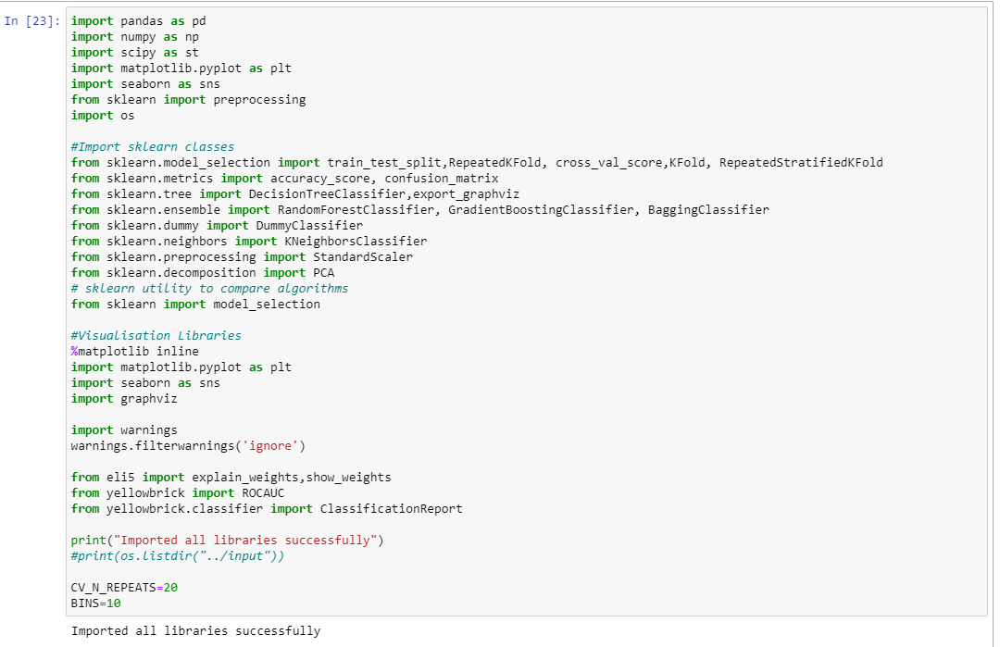 In [23]: import pandas as pd
import numpy as np
import scipy as st
import matplotlib.pyplot as plt
import seaborn as sns
from sklearn import preprocessing
import os
#Import sklearn classes
from sklearn.model_selection import train_test_split,RepeatedKFold, cross_val_score,KFold, RepeatedStratifiedKFold
from sklearn.metrics import accuracy_score, confusion_matrix
from sklearn.tree import DecisionTreeClassifier,export_graphviz
from sklearn.ensemble import RandomForestClassifier, GradientBoostingClassifier, BaggingClassifier
from sklearn.dummy import DummyClassifier
from sklearn.neighbors import KNeighborsClassifier
from sklearn.preprocessing import StandardScaler
from sklearn.decomposition import PCA
# sklearn utility to compare algorithms
from sklearn import model_selection
#Visualisation Libraries
%matplotlib inline
import matplotlib.pyplot as plt
import seaborn as sns
import graphviz
import warnings
warnings.filterwarnings('ignore')
from eli5 import explain_weights,show_weights
from yellowbrick import ROCAUC
from yellowbrick.classifier import ClassificationReport
print("Imported all libraries successfully")
#print(os.listdir("../input"))
CV_N_REPEATS=20
BINS=10
Imported all libraries successfully